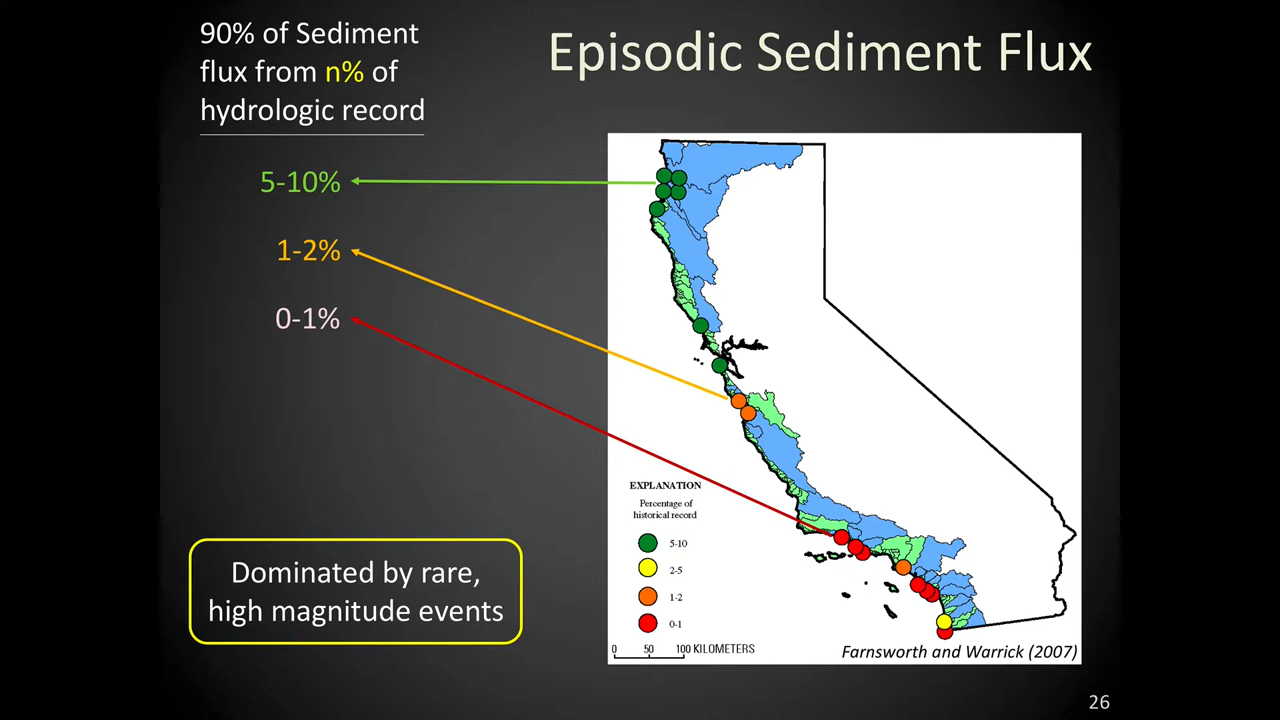 90% of Sediment
flux from n% of
hydrologic record
Episodic Sediment Flux
5-10%
1-2%
0-1%
EXPLANATION
Percentage of
historical record
5-10
2-5
1-2
0-1
0 50 100 KILOMETERS
Farnsworth and Warrick (2007)
Dominated by rare,
high magnitude events
26